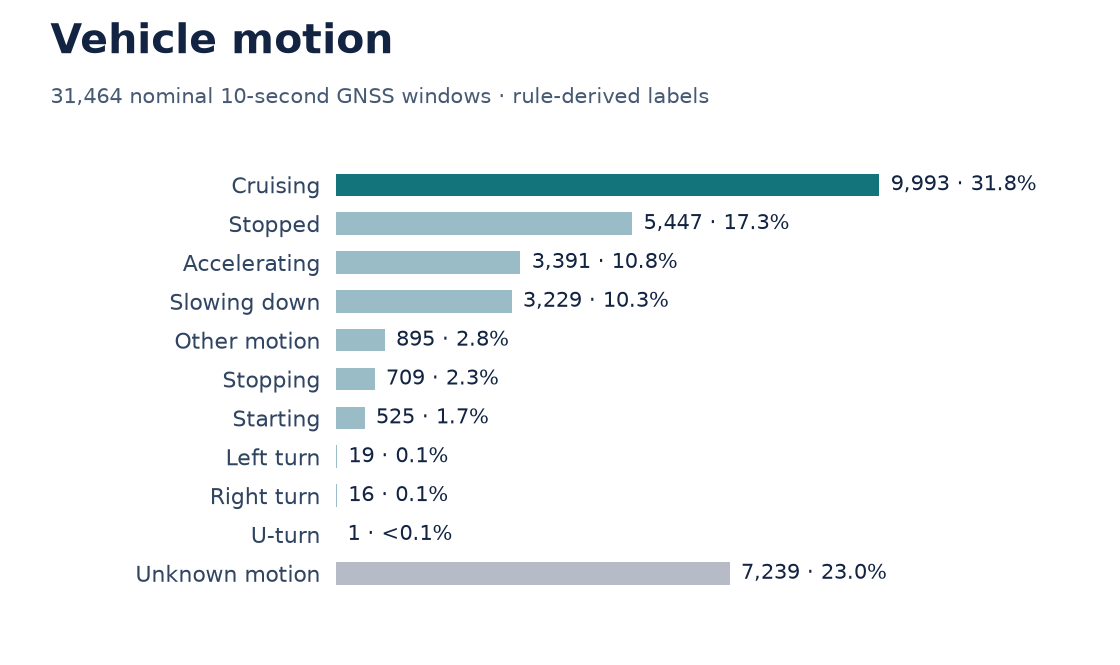 Vehicle motion
31,464 nominal 10-second GNSS windows · rule-derived labels
Cruising 9,993 · 31.8%
Stopped 5,447 · 17.3%
Accelerating 3,391 · 10.8%
Slowing down 3,229 · 10.3%
Other motion 895 · 2.8%
Stopping 709 · 2.3%
Starting 525 · 1.7%
Left turn 19 · 0.1%
Right turn 16 · 0.1%
U-turn 1 · <0.1%
Unknown motion 7,239 · 23.0%